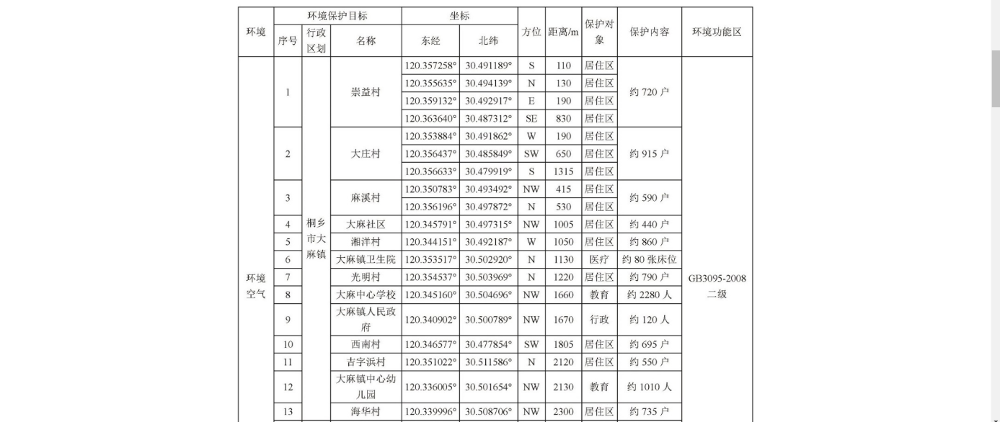 环境 环境保护目标 坐标 方位 距离/m 保护对象 保护内容 环境功能区
序号 行政区划 名称 东经 北纬
环境空气 1 桐乡市大麻镇 崇益村 120.357258° 30.491189° S 110 居住区 约 720 户 GB3095-2008 二级
120.355635° 30.494139° N 130 居住区
120.359132° 30.492917° E 190 居住区
120.363640° 30.487312° SE 830 居住区
2 大庄村 120.353884° 30.491862° W 190 居住区 约 915 户
120.356437° 30.485849° SW 650 居住区
120.356633° 30.479919° S 1315 居住区
3 麻溪村 120.350783° 30.493492° NW 415 居住区 约 590 户
120.356196° 30.497872° N 530 居住区
4 大麻社区 120.345791° 30.497315° NW 1005 居住区 约 440 户
5 湘洋村 120.344151° 30.492187° W 1050 居住区 约 860 户
6 大麻镇卫生院 120.353517° 30.502920° N 1130 医疗 约 80 张床位
7 光明村 120.354537° 30.503969° N 1220 居住区 约 790 户
8 大麻中心学校 120.345160° 30.504696° NW 1660 教育 约 2280 人
9 大麻镇人民政府 120.340902° 30.500789° NW 1670 行政 约 120 人
10 西南村 120.346577° 30.477854° SW 1805 居住区 约 695 户
11 吉字浜村 120.351022° 30.511586° N 2120 居住区 约 550 户
12 大麻镇中心幼儿园 120.336005° 30.501654° NW 2130 教育 约 1010 人
13 海华村 120.339996° 30.508706° NW 2300 居住区 约 735 户